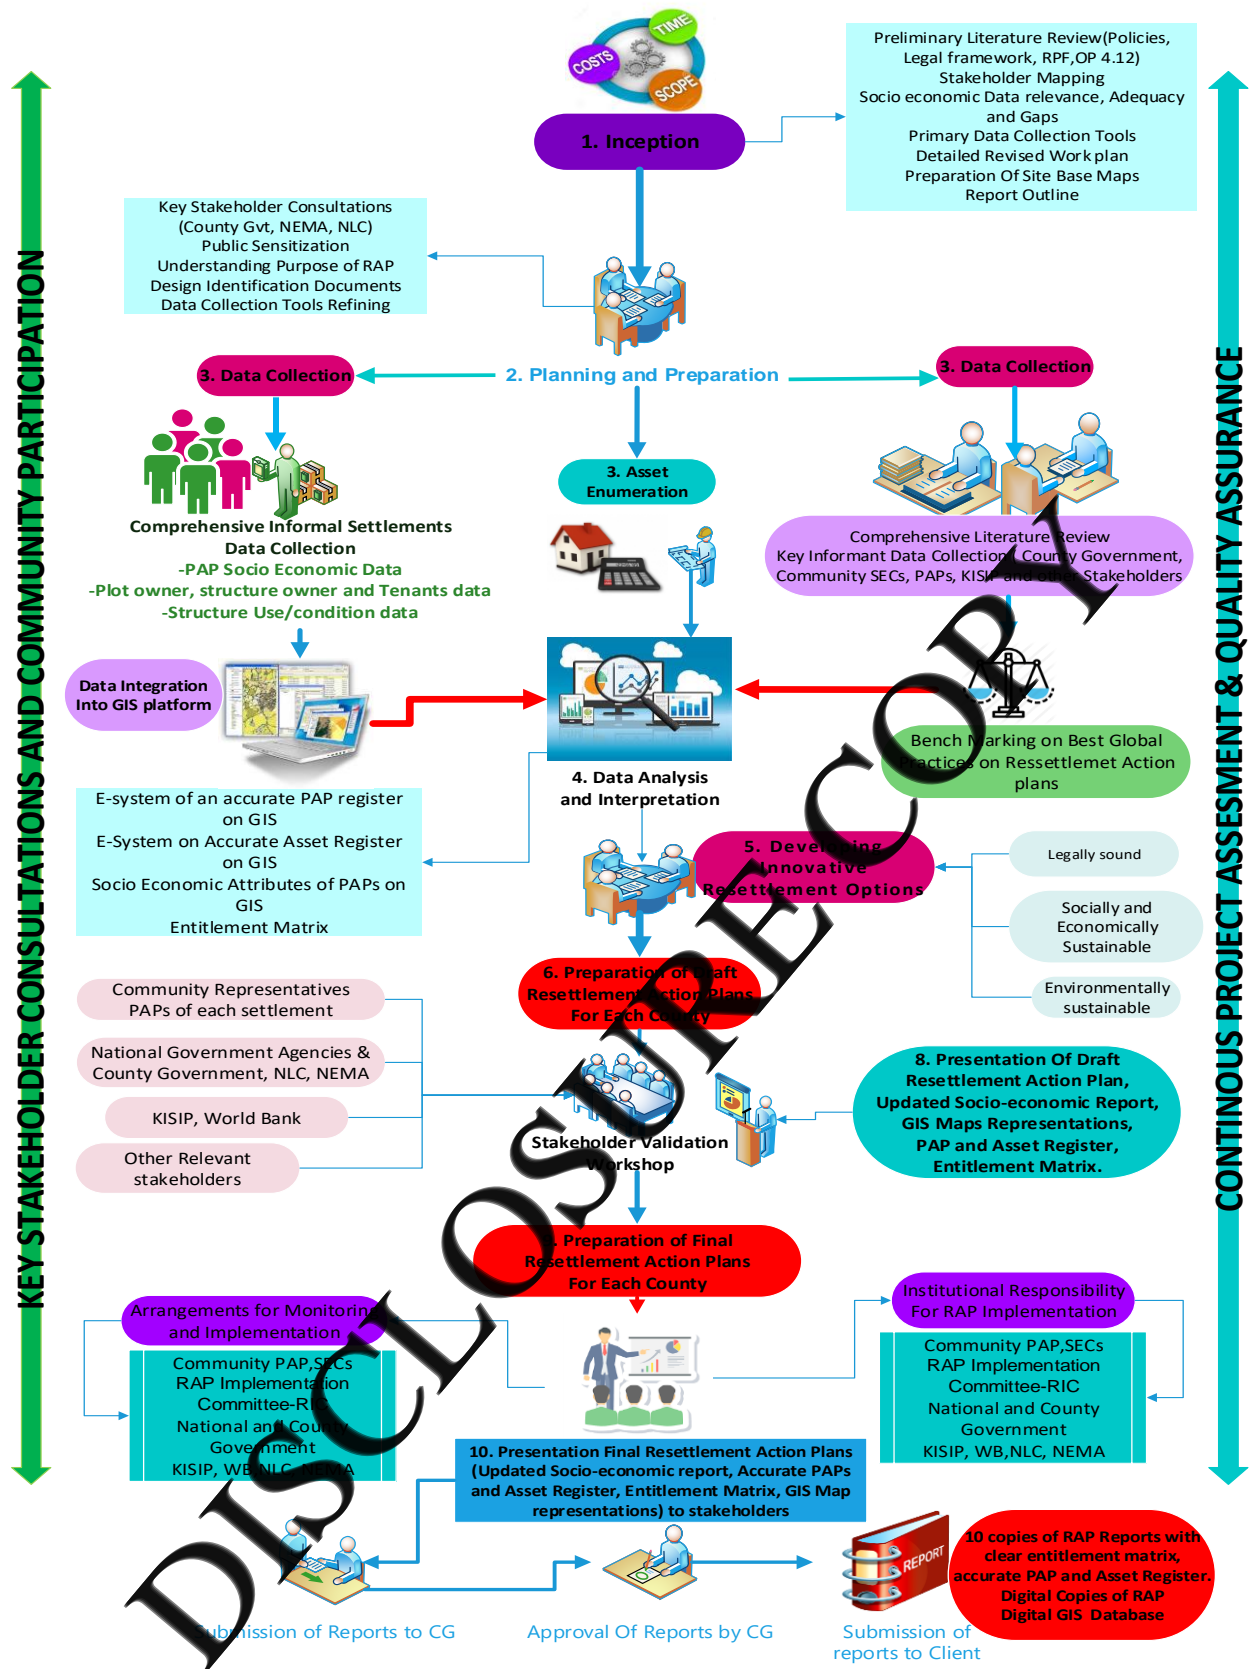 TIME
COSTS
SCOPE
1. Inception
Preliminary Literature Review(Policies,
Legal framework, RPF,OP 4.12)
Stakeholder Mapping
Socio economic Data relevance, Adequacy
and Gaps
Primary Data Collection Tools
Detailed Revised Work plan
Preparation Of Site Base Maps
Report Outline
Key Stakeholder Consultations
(County Gvt, NEMA, NLC)
Public Sensitization
Understanding Purpose of RAP
Design Identification Documents
Data Collection Tools Refining
KEY STAKEHOLDER CONSULTATIONS AND COMMUNITY PARTICIPATION
CONTINOUS PROJECT ASSESMENT & QUALITY ASSURANCE
3. Data Collection
2. Planning and Preparation
3. Data Collection
3. Asset
Enumeration
Comprehensive Informal Settlements
Data Collection
-PAP Socio Economic Data
-Plot owner, structure owner and Tenants data
-Structure Use/condition data
Comprehensive Literature Review
Key Informant Data Collection( County Government,
Community SECs, PAPs, KISIP and other Stakeholders
Data Integration
Into GIS platform
Bench Marking on Best Global
Practices on Ressettlemet Action
plans
4. Data Analysis
and Interpretation
E-system of an accurate PAP register
on GIS
E-System on Accurate Asset Register
on GIS
Socio Economic Attributes of PAPs on
GIS
Entitlement Matrix
5. Developing
Innovative
Resettlement Options
Legally sound
Socially and
Economically
Sustainable
Environmentally
sustainable
6. Preparation of Draft
Resettlement Action Plans
For Each County
Community Representatives
PAPs of each settlement
National Government Agencies &
County Government, NLC, NEMA
KISIP, World Bank
Other Relevant
stakeholders
Stakeholder Validation
Workshop
8. Presentation Of Draft
Resettlement Action Plan,
Updated Socio-economic Report,
GIS Maps Representations,
PAP and Asset Register,
Entitlement Matrix.
Preparation of Final
Resettlement Action Plans
For Each County
Arrangements for Monitoring
and Implementation
Institutional Responsibility
For RAP Implementation
Community PAP,SECs
RAP Implementation
Committee-RIC
National and County
Government
KISIP, WB,NLC, NEMA
Community PAP,SECs
RAP Implementation
Committee-RIC
National and County
Government
KISIP, WB,NLC, NEMA
10. Presentation Final Resettlement Action Plans
(Updated Socio-economic report, Accurate PAPs
and Asset Register, Entitlement Matrix, GIS Map
representations) to stakeholders
REPORT
10 copies of RAP Reports with
clear entitlement matrix,
accurate PAP and Asset Register.
Digital Copies of RAP
Digital GIS Database
Submission of Reports to CG
Approval Of Reports by CG
Submission of
reports to Client
DISCLOSURE COPY